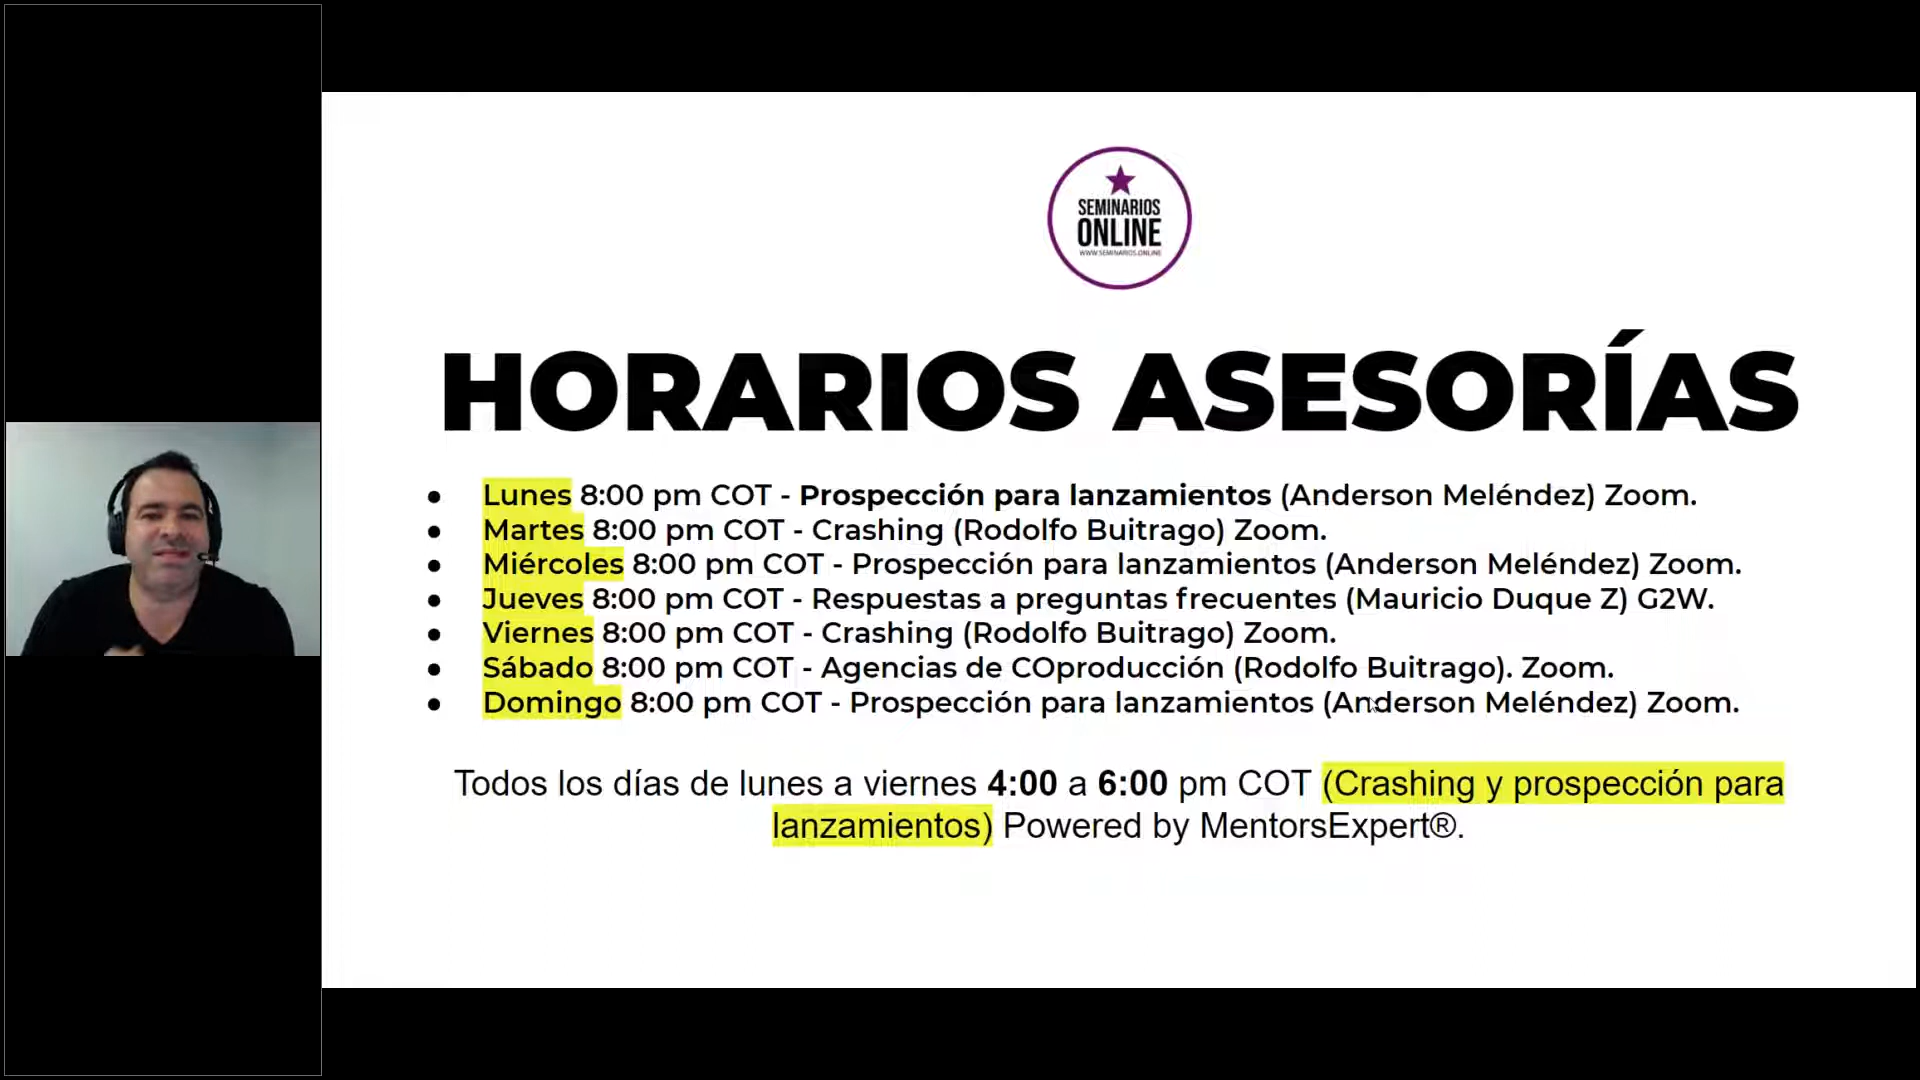 SEMINARIOS
ONLINE
WWW.SEMINARIOS.ONLINE
HORARIOS ASESORÍAS
● Lunes 8:00 pm COT - Prospección para lanzamientos (Anderson Meléndez) Zoom.
● Martes 8:00 pm COT - Crashing (Rodolfo Buitrago) Zoom.
● Miércoles 8:00 pm COT - Prospección para lanzamientos (Anderson Meléndez) Zoom.
● Jueves 8:00 pm COT - Respuestas a preguntas frecuentes (Mauricio Duque Z) G2W.
● Viernes 8:00 pm COT - Crashing (Rodolfo Buitrago) Zoom.
● Sábado 8:00 pm COT - Agencias de COproducción (Rodolfo Buitrago). Zoom.
● Domingo 8:00 pm COT - Prospección para lanzamientos (Anderson Meléndez) Zoom.
Todos los días de lunes a viernes 4:00 a 6:00 pm COT (Crashing y prospección para
lanzamientos) Powered by MentorsExpert®.